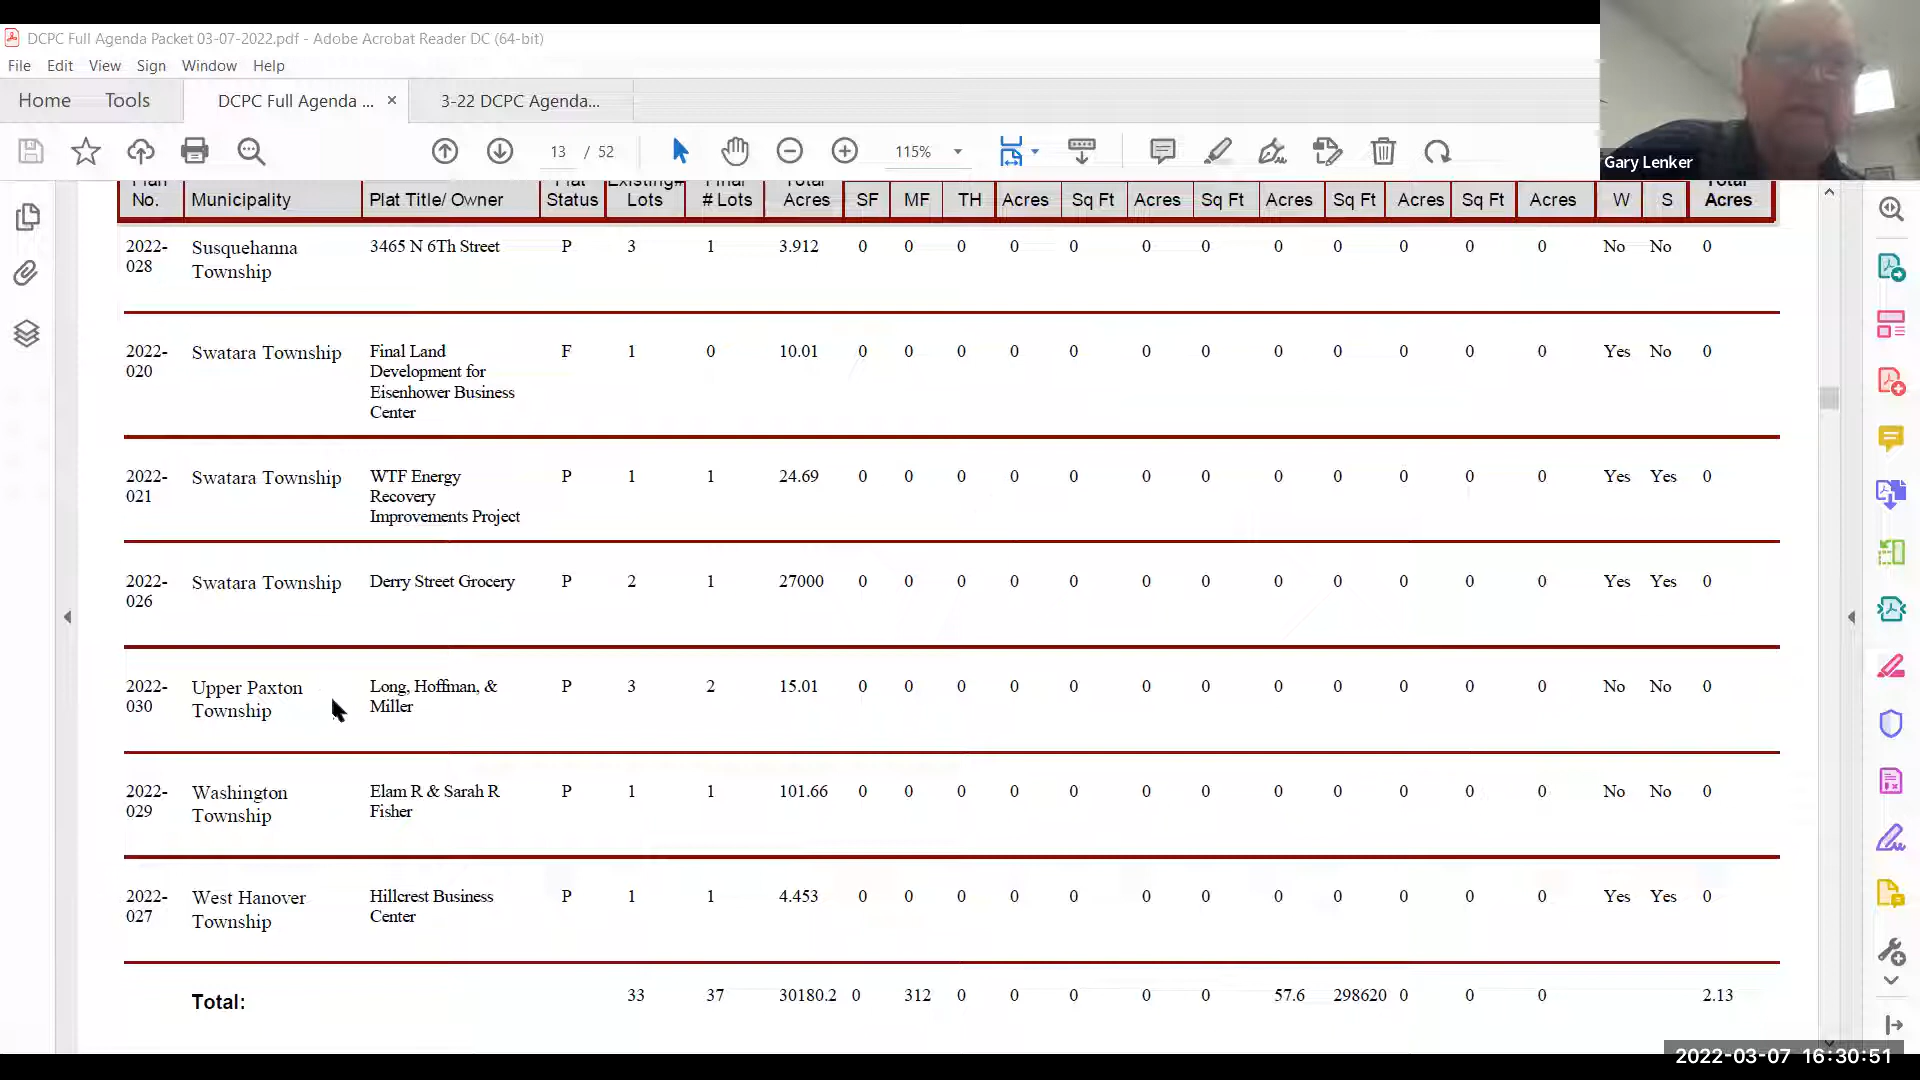 DCPC Full Agenda Packet 03-07-2022.pdf - Adobe Acrobat Reader DC (64-bit)
File Edit View Sign Window Help
Home Tools DCPC Full Agenda ... × 3-22 DCPC Agenda...
13 / 52 115%
Gary Lenker
Plan Plat Existing# Final Total Total
No. Municipality Plat Title/ Owner Status Lots # Lots Acres SF MF TH Acres Sq Ft Acres Sq Ft Acres Sq Ft Acres Sq Ft Acres W S Acres
2022- Susquehanna 3465 N 6Th Street P 3 1 3.912 0 0 0 0 0 0 0 0 0 0 0 0 No No 0
028 Township
2022- Swatara Township Final Land F 1 0 10.01 0 0 0 0 0 0 0 0 0 0 0 0 Yes No 0
020 Development for
Eisenhower Business
Center
2022- Swatara Township WTF Energy P 1 1 24.69 0 0 0 0 0 0 0 0 0 0 0 0 Yes Yes 0
021 Recovery
Improvements Project
2022- Swatara Township Derry Street Grocery P 2 1 27000 0 0 0 0 0 0 0 0 0 0 0 0 Yes Yes 0
026
2022- Upper Paxton Long, Hoffman, & P 3 2 15.01 0 0 0 0 0 0 0 0 0 0 0 0 No No 0
030 Township Miller
2022- Washington Elam R & Sarah R P 1 1 101.66 0 0 0 0 0 0 0 0 0 0 0 0 No No 0
029 Township Fisher
2022- West Hanover Hillcrest Business P 1 1 4.453 0 0 0 0 0 0 0 0 0 0 0 0 Yes Yes 0
027 Township Center
Total: 33 37 30180.2 0 312 0 0 0 0 0 57.6 298620 0 0 0 2.13
2022-03-07 16:30:51